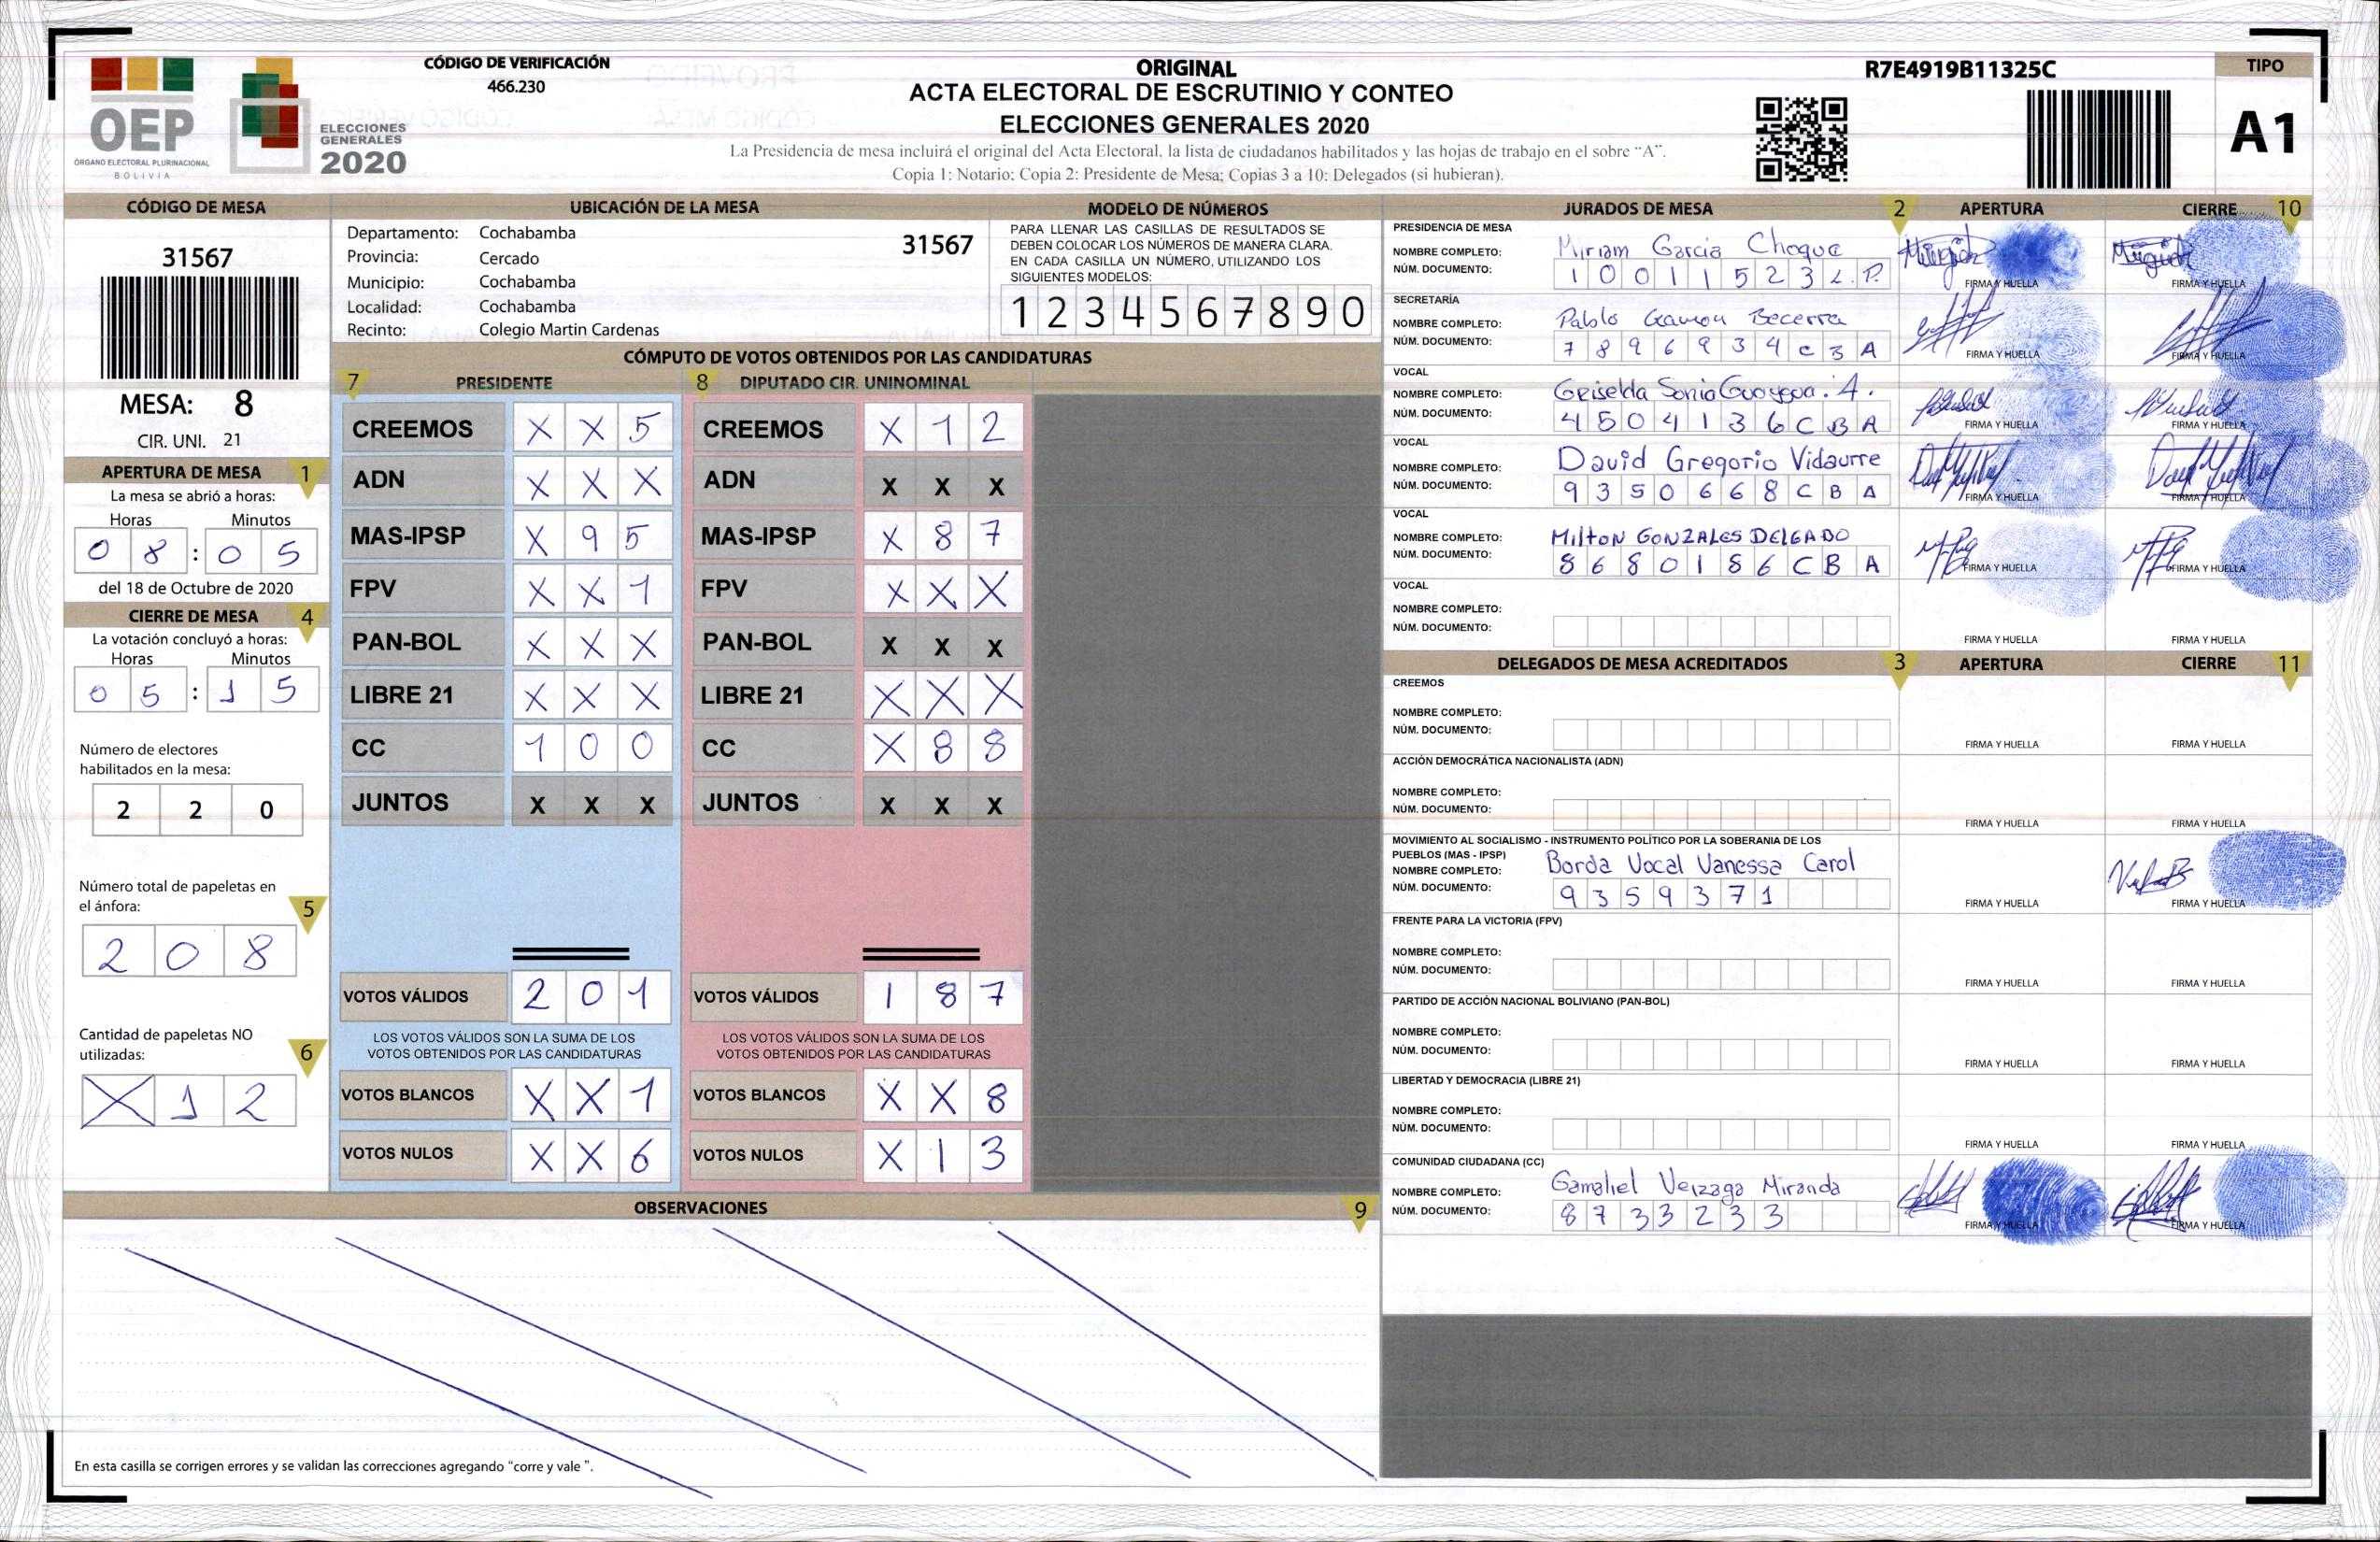 OEP
ÓRGANO ELECTORAL PLURINACIONAL
BOLIVIA
ELECCIONES
GENERALES
2020
CÓDIGO DE VERIFICACIÓN
466.230
ORIGINAL
ACTA ELECTORAL DE ESCRUTINIO Y CONTEO
ELECCIONES GENERALES 2020
La Presidencia de mesa incluirá el original del Acta Electoral, la lista de ciudadanos habilitados y las hojas de trabajo en el sobre "A".
Copia 1: Notario; Copia 2: Presidente de Mesa; Copias 3 a 10: Delegados (si hubieran).
R7E4919B11325C
TIPO
A1
CÓDIGO DE MESA
31567
MESA: 8
CIR. UNI. 21
APERTURA DE MESA 1
La mesa se abrió a horas:
Horas Minutos
0 8 : 0 5
del 18 de Octubre de 2020
CIERRE DE MESA 4
La votación concluyó a horas:
Horas Minutos
0 5 : 1 5
Número de electores
habilitados en la mesa:
2 2 0
Número total de papeletas en
el ánfora: 5
2 0 8
Cantidad de papeletas NO
utilizadas: 6
X 1 2
UBICACIÓN DE LA MESA
Departamento: Cochabamba 31567
Provincia: Cercado
Municipio: Cochabamba
Localidad: Cochabamba
Recinto: Colegio Martin Cardenas
MODELO DE NÚMEROS
PARA LLENAR LAS CASILLAS DE RESULTADOS SE
DEBEN COLOCAR LOS NÚMEROS DE MANERA CLARA.
EN CADA CASILLA UN NÚMERO, UTILIZANDO LOS
SIGUIENTES MODELOS:
1 2 3 4 5 6 7 8 9 0
CÓMPUTO DE VOTOS OBTENIDOS POR LAS CANDIDATURAS
7 PRESIDENTE 8 DIPUTADO CIR. UNINOMINAL
CREEMOS X X 5 CREEMOS X 1 2
ADN X X X ADN X X X
MAS-IPSP X 9 5 MAS-IPSP X 8 7
FPV X X 1 FPV X X X
PAN-BOL X X X PAN-BOL X X X
LIBRE 21 X X X LIBRE 21 X X X
CC 1 0 0 CC X 8 8
JUNTOS X X X JUNTOS X X X
VOTOS VÁLIDOS 2 0 1 VOTOS VÁLIDOS 1 8 7
LOS VOTOS VÁLIDOS SON LA SUMA DE LOS LOS VOTOS VÁLIDOS SON LA SUMA DE LOS
VOTOS OBTENIDOS POR LAS CANDIDATURAS VOTOS OBTENIDOS POR LAS CANDIDATURAS
VOTOS BLANCOS X X 1 VOTOS BLANCOS X X 8
VOTOS NULOS X X 6 VOTOS NULOS X 1 3
OBSERVACIONES 9
En esta casilla se corrigen errores y se validan las correcciones agregando "corre y vale ".
JURADOS DE MESA 2 APERTURA CIERRE 10
PRESIDENCIA DE MESA
NOMBRE COMPLETO: Miriam Garcia Choque
NÚM. DOCUMENTO: 1 0 0 1 1 5 2 3 L. P.
FIRMA Y HUELLA FIRMA Y HUELLA
SECRETARÍA
NOMBRE COMPLETO: Pablo Becerra
NÚM. DOCUMENTO: 7 8 9 6 9 3 4 C B A
FIRMA Y HUELLA FIRMA Y HUELLA
VOCAL
NOMBRE COMPLETO: Griselda Sonia A.
NÚM. DOCUMENTO: 4 5 0 4 1 3 6 C B A
FIRMA Y HUELLA FIRMA Y HUELLA
VOCAL
NOMBRE COMPLETO: David Gregorio Vidaurre
NÚM. DOCUMENTO: 9 3 5 0 6 6 8 C B A
FIRMA Y HUELLA FIRMA Y HUELLA
VOCAL
NOMBRE COMPLETO: Milton GONZALES DELGADO
NÚM. DOCUMENTO: 8 6 8 0 1 8 6 C B A
FIRMA Y HUELLA FIRMA Y HUELLA
VOCAL
NOMBRE COMPLETO:
NÚM. DOCUMENTO:
FIRMA Y HUELLA FIRMA Y HUELLA
DELEGADOS DE MESA ACREDITADOS 3 APERTURA CIERRE 11
CREEMOS
NOMBRE COMPLETO:
NÚM. DOCUMENTO:
FIRMA Y HUELLA FIRMA Y HUELLA
ACCIÓN DEMOCRÁTICA NACIONALISTA (ADN)
NOMBRE COMPLETO:
NÚM. DOCUMENTO:
FIRMA Y HUELLA FIRMA Y HUELLA
MOVIMIENTO AL SOCIALISMO - INSTRUMENTO POLÍTICO POR LA SOBERANIA DE LOS
PUEBLOS (MAS - IPSP)
NOMBRE COMPLETO: Borda Vocal Vanessa Carol
NÚM. DOCUMENTO: 9 3 5 9 3 7 1
FIRMA Y HUELLA FIRMA Y HUELLA
FRENTE PARA LA VICTORIA (FPV)
NOMBRE COMPLETO:
NÚM. DOCUMENTO:
FIRMA Y HUELLA FIRMA Y HUELLA
PARTIDO DE ACCIÓN NACIONAL BOLIVIANO (PAN-BOL)
NOMBRE COMPLETO:
NÚM. DOCUMENTO:
FIRMA Y HUELLA FIRMA Y HUELLA
LIBERTAD Y DEMOCRACIA (LIBRE 21)
NOMBRE COMPLETO:
NÚM. DOCUMENTO:
FIRMA Y HUELLA FIRMA Y HUELLA
COMUNIDAD CIUDADANA (CC)
NOMBRE COMPLETO: Gamaliel Veizaga Miranda
NÚM. DOCUMENTO: 8 7 3 3 2 3 3
FIRMA Y HUELLA FIRMA Y HUELLA